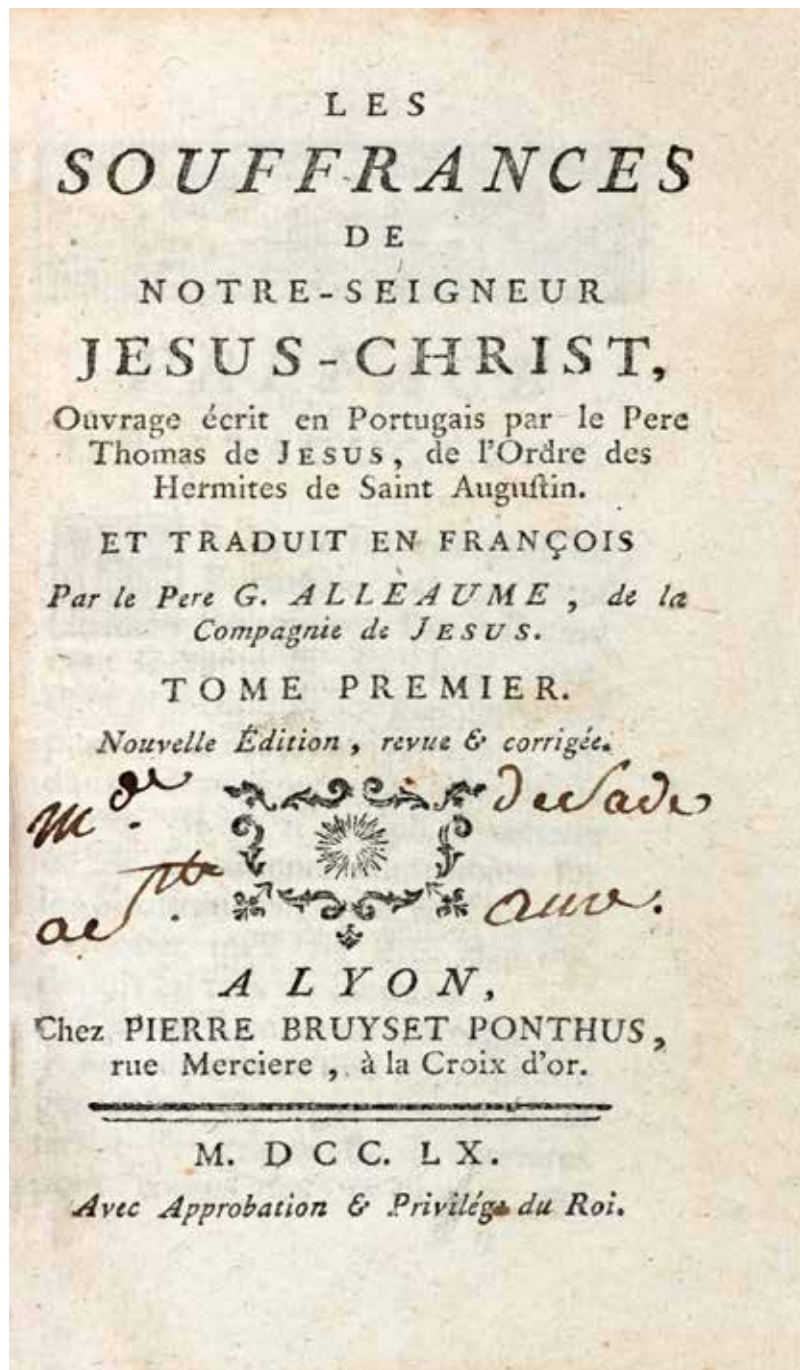 LES
SOUFFRANCES
DE
NOTRE-SEIGNEUR
JESUS-CHRIST,
Ouvrage écrit en Portugais par le Pere
Thomas de JESUS, de l'Ordre des
Hermites de Saint Auguſtin.
ET TRADUIT EN FRANÇOIS
Par le Pere G. ALLEAUME, de la
Compagnie de JESUS.
TOME PREMIER.
Nouvelle Édition, revue & corrigée.
m.de de Sade
de
A LYON,
Chez PIERRE BRUYSET PONTHUS,
rue Merciere, à la Croix d'or.
M. DCC. LX.
Avec Approbation & Privilége du Roi.